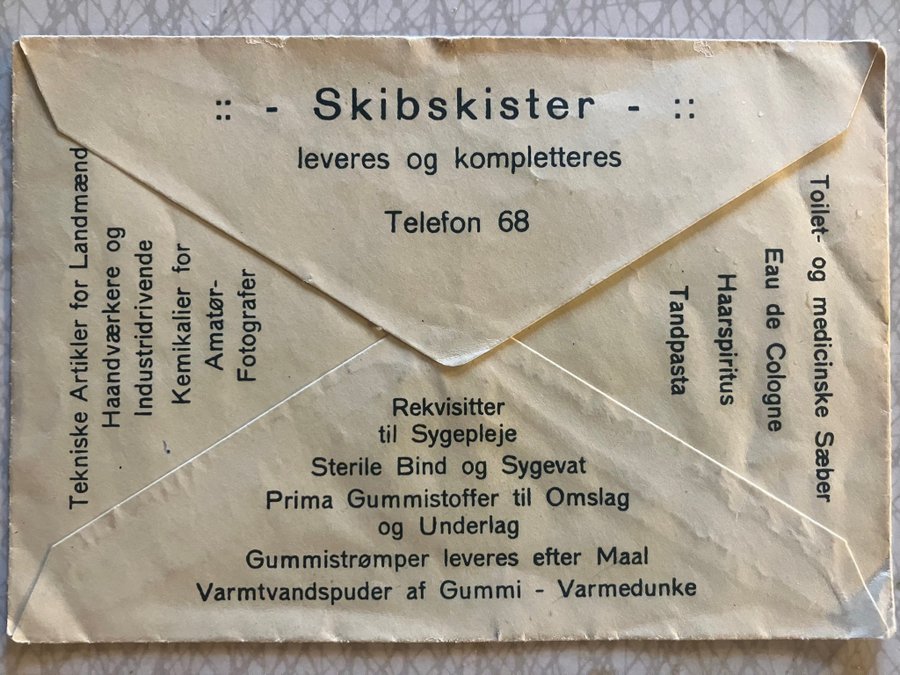 :: - Skibskister - ::
leveres og kompletteres
Telefon 68
Tekniske Artikler for Landmænd
Haandværkere og
Industridrivende
Kemikalier for
Amatør-
Fotografer
Toilet- og medicinske Sæber
Eau de Cologne
Haarspiritus
Tandpasta
Rekvisitter
til Sygepleje
Sterile Bind og Sygevat
Prima Gummistoffer til Omslag
og Underlag
Gummistrømper leveres efter Maal
Varmtvandspuder af Gummi - Varmedunke